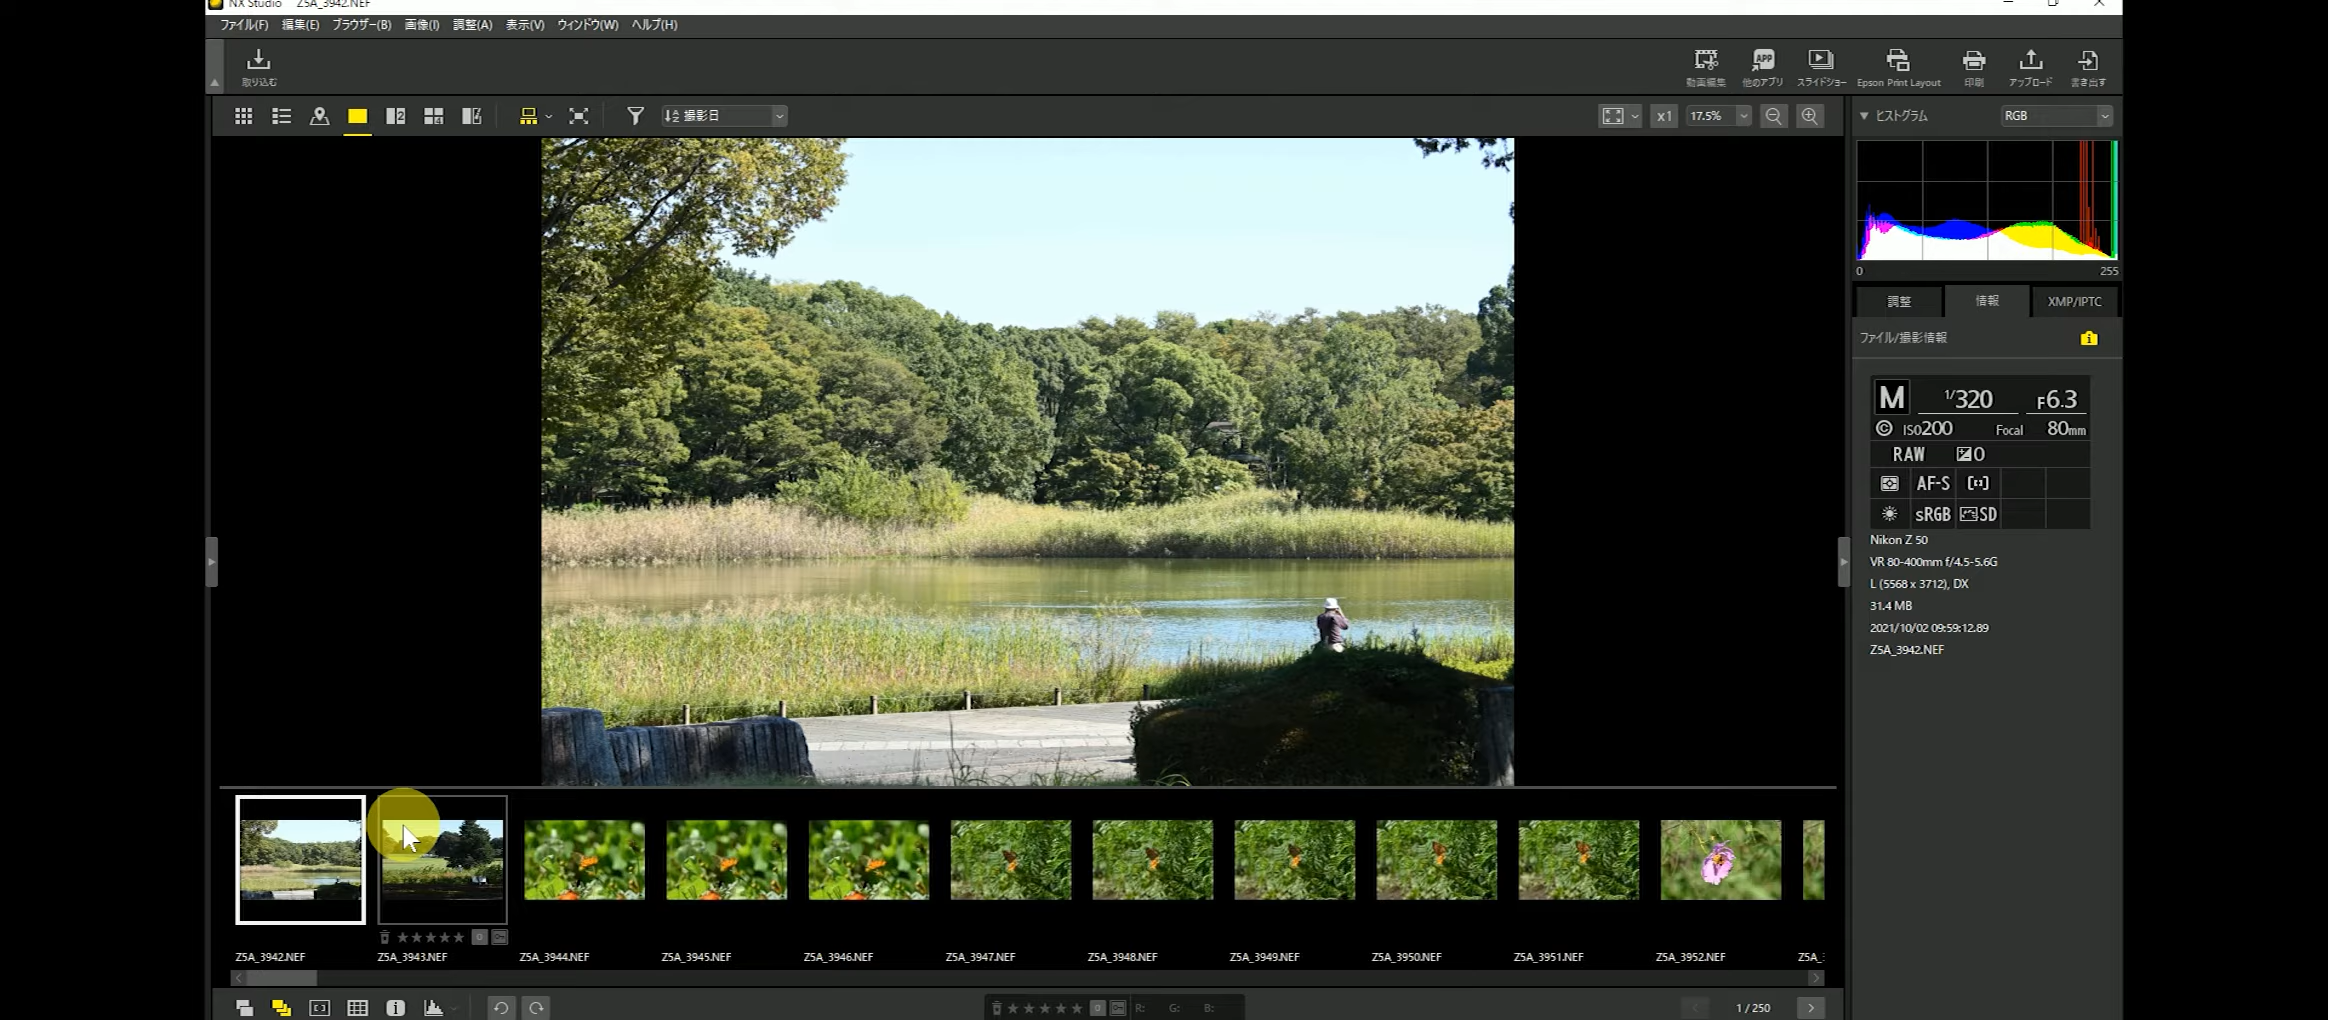 NX Studio Z5A_3942.NEF
ファイル(F) 編集(E) ブラウザー(B) 画像(I) 調整(A) 表示(V) ウィンドウ(W) ヘルプ(H)
取り込む
動画編集 他のアプリ スライドショー Epson Print Layout 印刷 アップロード 書き出す
撮影日
x1 17.5%
ヒストグラム RGB
0 255
調整 情報 XMP/IPTC
ファイル/撮影情報
M 1/320 F6.3
ISO200 Focal 80mm
RAW 0
AF-S
sRGB SD
Nikon Z 50
VR 80-400mm f/4.5-5.6G
L (5568 x 3712), DX
31.4 MB
2021/10/02 09:59:12.89
Z5A_3942.NEF
Z5A_3942.NEF Z5A_3943.NEF Z5A_3944.NEF Z5A_3945.NEF Z5A_3946.NEF Z5A_3947.NEF Z5A_3948.NEF Z5A_3949.NEF Z5A_3950.NEF Z5A_3951.NEF Z5A_3952.NEF Z5A_
R: G: B:
1 / 250